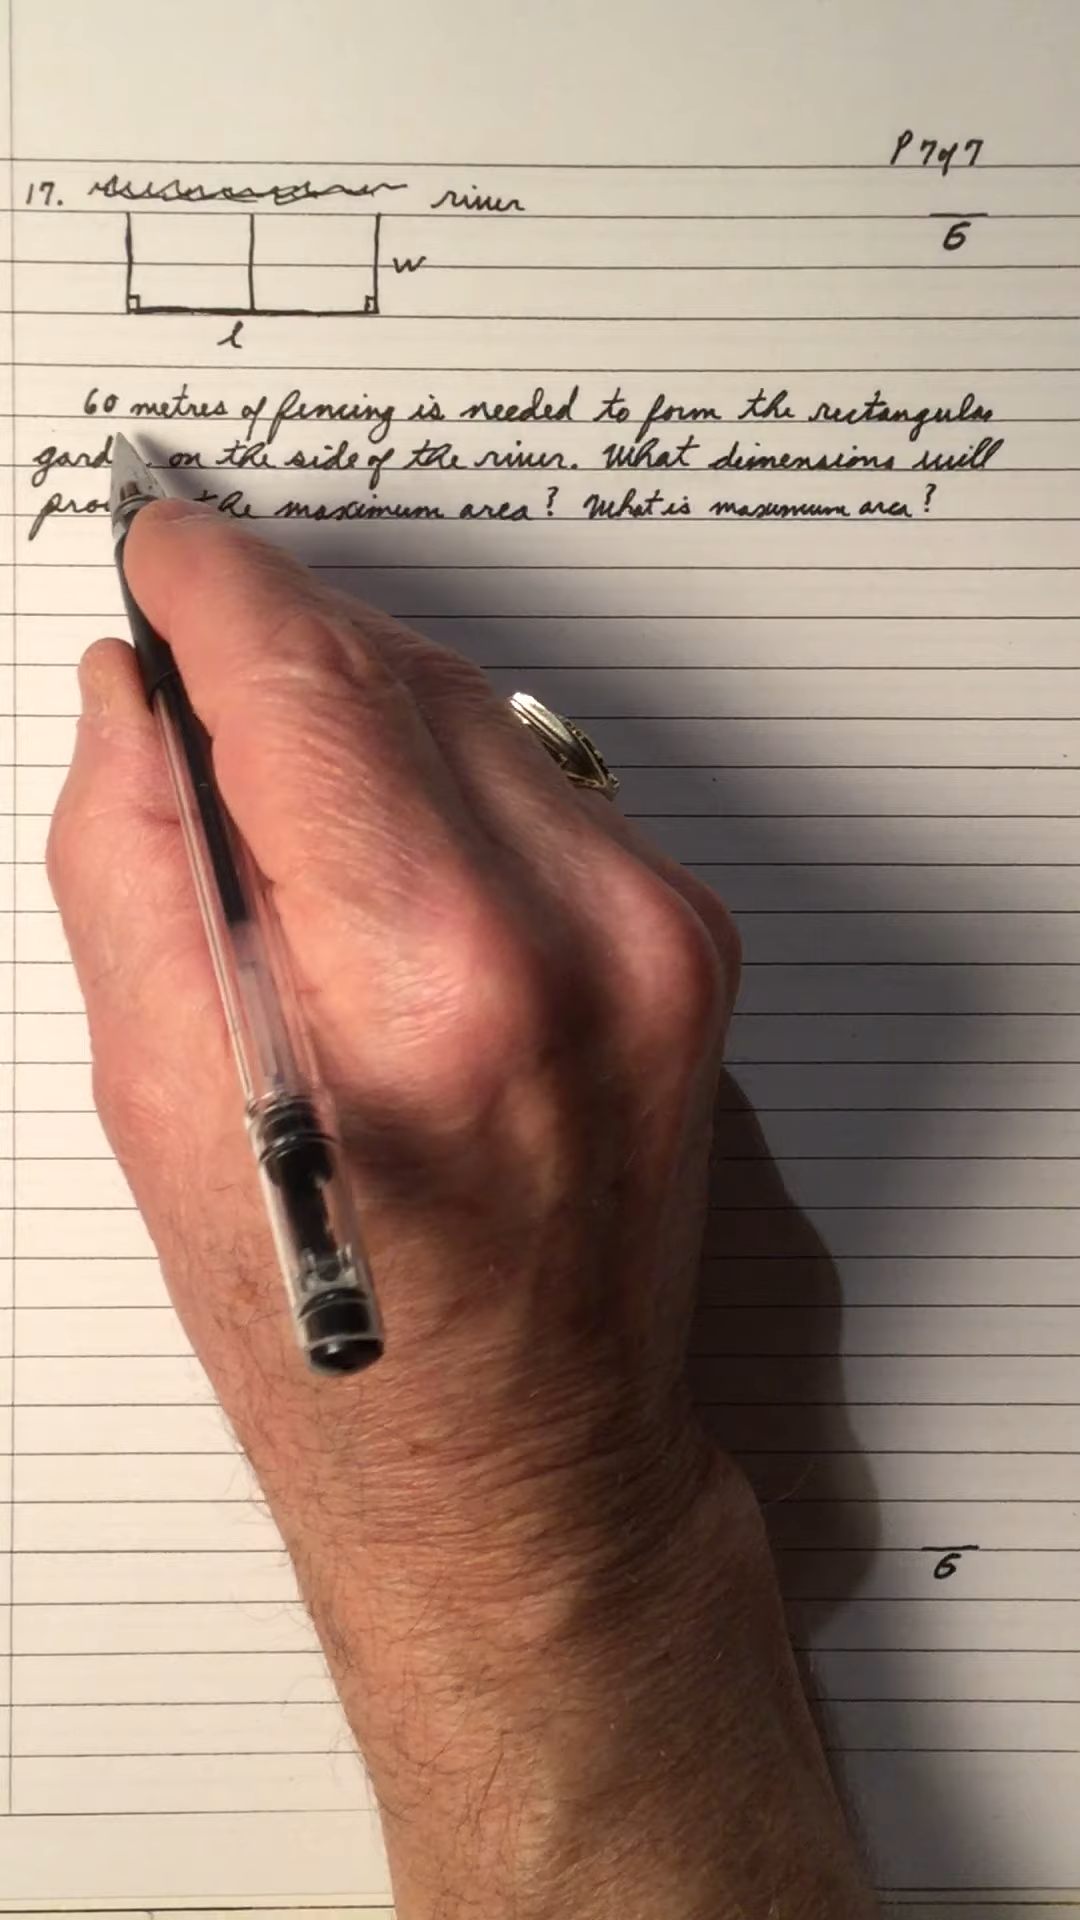 P 7 of 7
17.
river
6
w
l
60 metres of fencing is needed to form the rectangular
on the side of the river. What dimensions will
the maximum area? What is maxumum area?
6